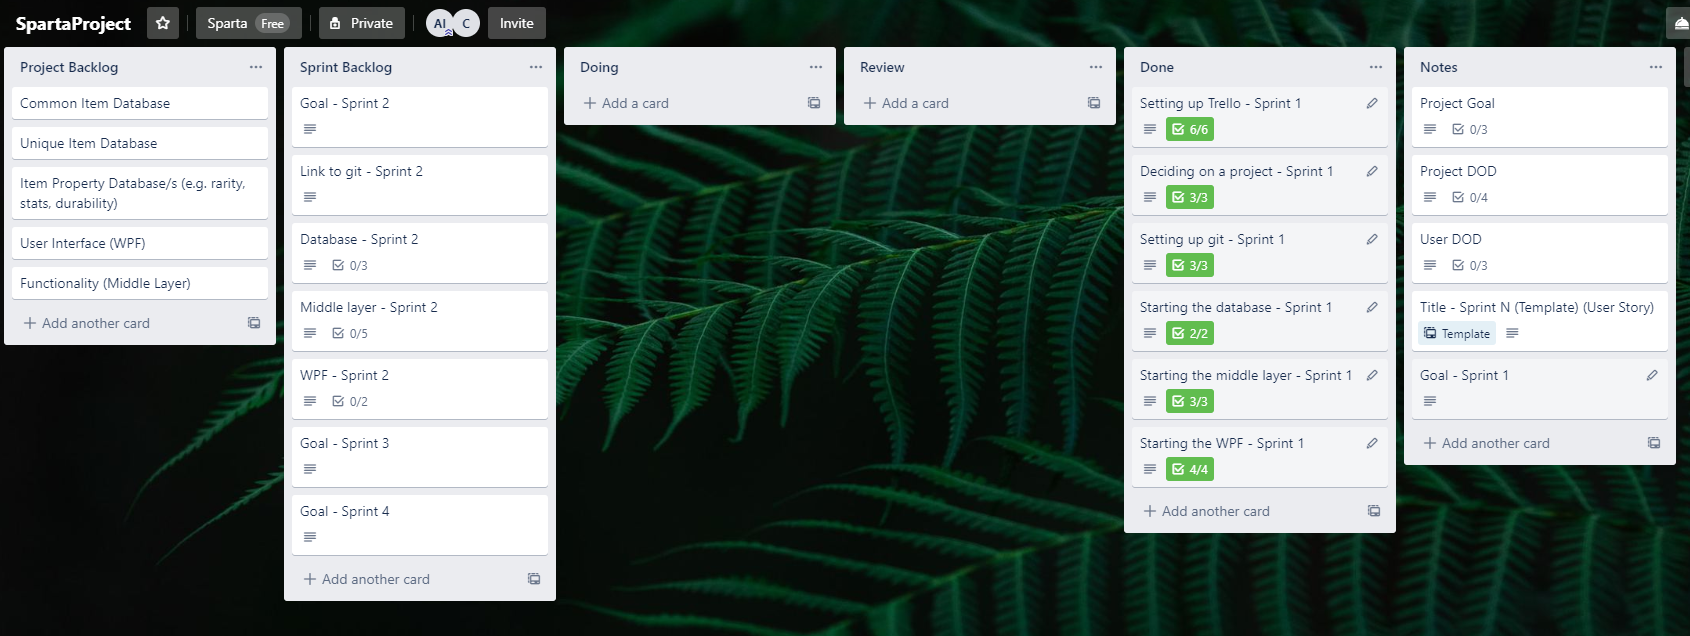 SpartaProject
Sparta Free
Private
AI
C
Invite
Project Backlog
Common Item Database
Unique Item Database
Item Property Database/s (e.g. rarity,
stats, durability)
User Interface (WPF)
Functionality (Middle Layer)
Add another card
Sprint Backlog
Goal - Sprint 2
Link to git - Sprint 2
Database - Sprint 2
0/3
Middle layer - Sprint 2
0/5
WPF - Sprint 2
0/2
Goal - Sprint 3
Goal - Sprint 4
Add another card
Doing
Add a card
Review
Add a card
Done
Setting up Trello - Sprint 1
6/6
Deciding on a project - Sprint 1
3/3
Setting up git - Sprint 1
3/3
Starting the database - Sprint 1
2/2
Starting the middle layer - Sprint 1
3/3
Starting the WPF - Sprint 1
4/4
Add another card
Notes
Project Goal
0/3
Project DOD
0/4
User DOD
0/3
Title - Sprint N (Template) (User Story)
Template
Goal - Sprint 1
Add another card